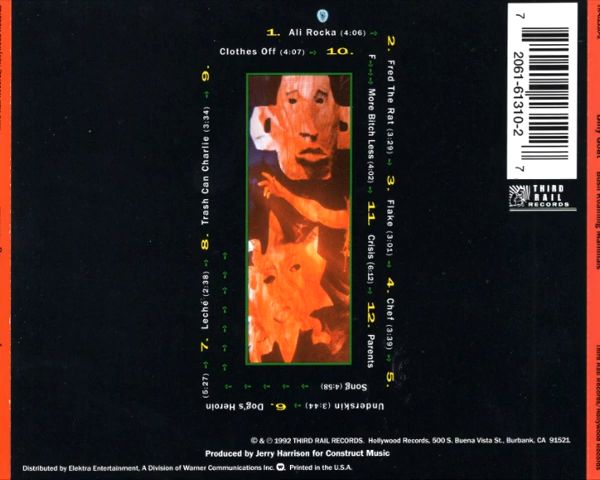 1. Ali Rocka (4:06) ⇨
2. Fred The Rat (3:29) ⇨
3. Flake (3:01) ⇨
4. Chef (3:39) ⇨
5. Underskin (3:44) ⇨
6. Dog's Heroin (5:27)
7. Leché (2:38) ⇨
8. Trash Can Charlie (3:34) ⇨
9. Clothes Off (4:07) ⇨
10. F⇨⇨⇨ More Bitch Less (4:02) ⇨
11. Crisis (6:12) ⇨
12. Parents Song (4:58)
7 2061-61310-2 7
THIRD RAIL
RECORDS
Billy Goat Bush Roaming Mammals
© & ℗ 1992 THIRD RAIL RECORDS. Hollywood Records, 500 S. Buena Vista St., Burbank, CA 91521
Produced by Jerry Harrison for Construct Music
Distributed by Elektra Entertainment, A Division of Warner Communications Inc. Printed in the U.S.A.